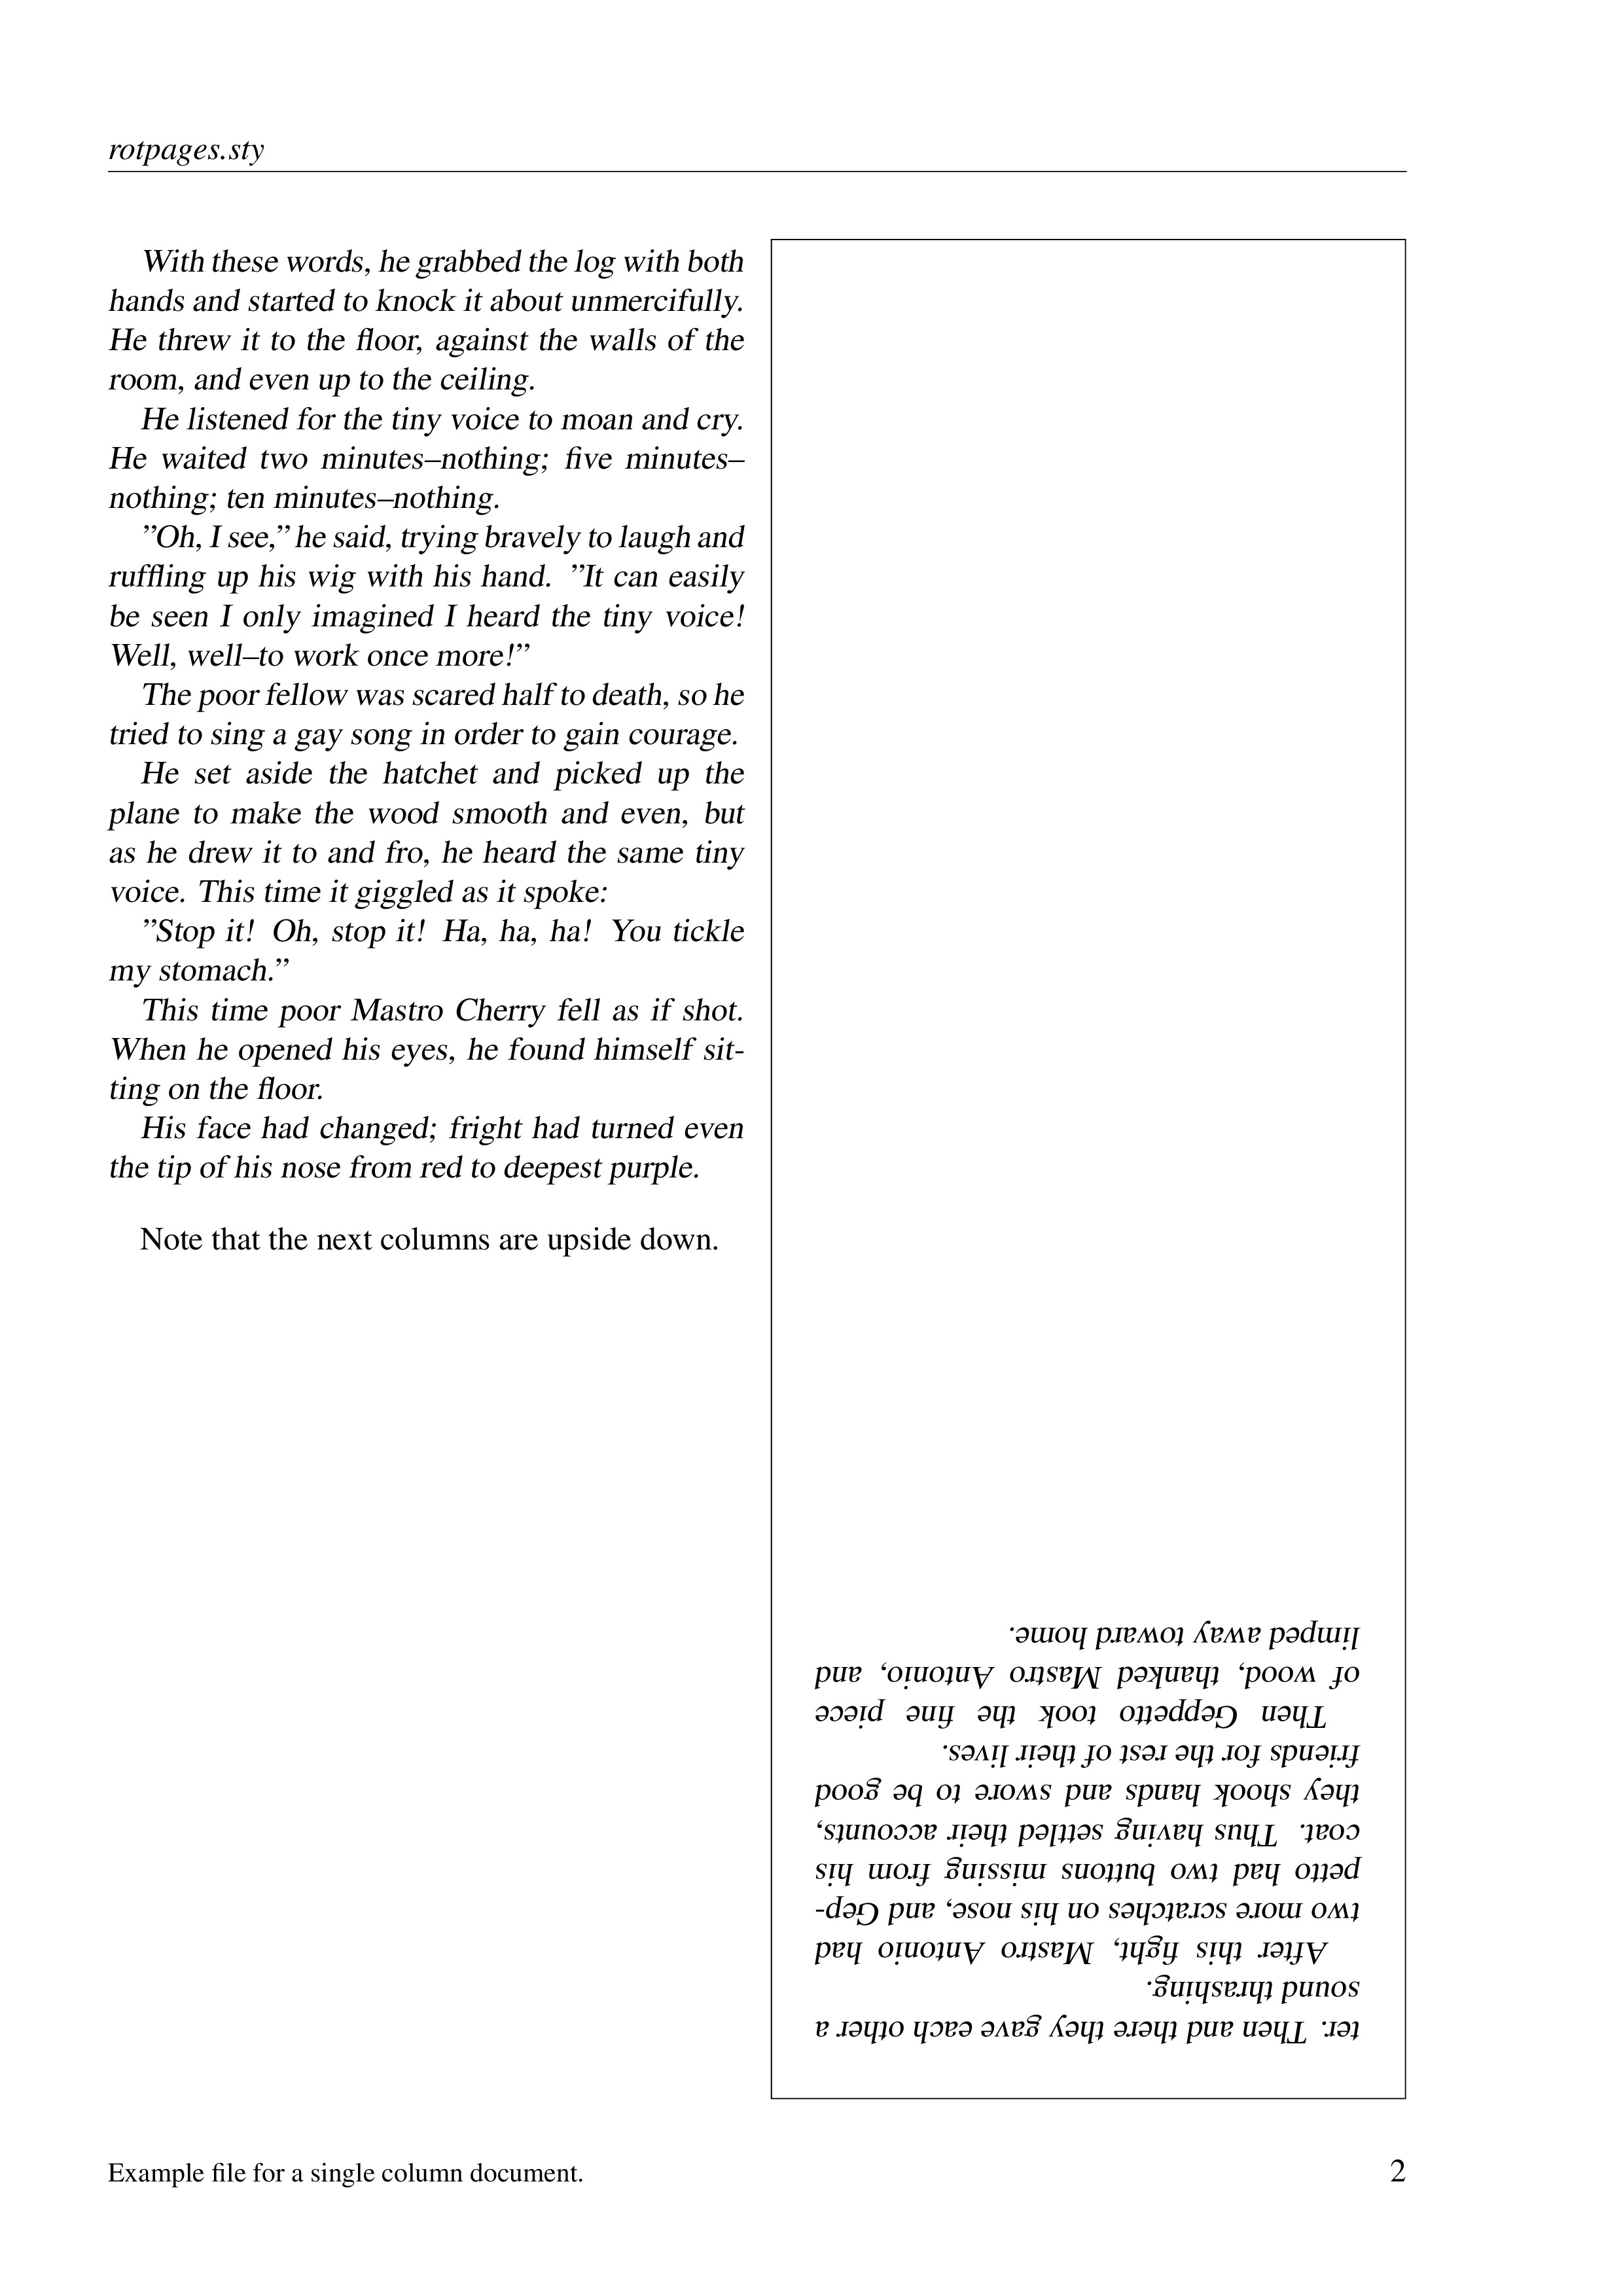 rotpages.sty
With these words, he grabbed the log with both
hands and started to knock it about unmercifully.
He threw it to the floor, against the walls of the
room, and even up to the ceiling.
He listened for the tiny voice to moan and cry.
He waited two minutes–nothing; five minutes–
nothing; ten minutes–nothing.
”Oh, I see,” he said, trying bravely to laugh and
ruffling up his wig with his hand. ”It can easily
be seen I only imagined I heard the tiny voice!
Well, well–to work once more!”
The poor fellow was scared half to death, so he
tried to sing a gay song in order to gain courage.
He set aside the hatchet and picked up the
plane to make the wood smooth and even, but
as he drew it to and fro, he heard the same tiny
voice. This time it giggled as it spoke:
”Stop it! Oh, stop it! Ha, ha, ha! You tickle
my stomach.”
This time poor Mastro Cherry fell as if shot.
When he opened his eyes, he found himself sit-
ting on the floor.
His face had changed; fright had turned even
the tip of his nose from red to deepest purple.
Note that the next columns are upside down.
ter. Then and there they gave each other a
sound thrashing.
After this fight, Mastro Antonio had
two more scratches on his nose, and Gep-
petto had two buttons missing from his
coat. Thus having settled their accounts,
they shook hands and swore to be good
friends for the rest of their lives.
Then Geppetto took the fine piece
of wood, thanked Mastro Antonio, and
limped away toward home.
Example file for a single column document.
2